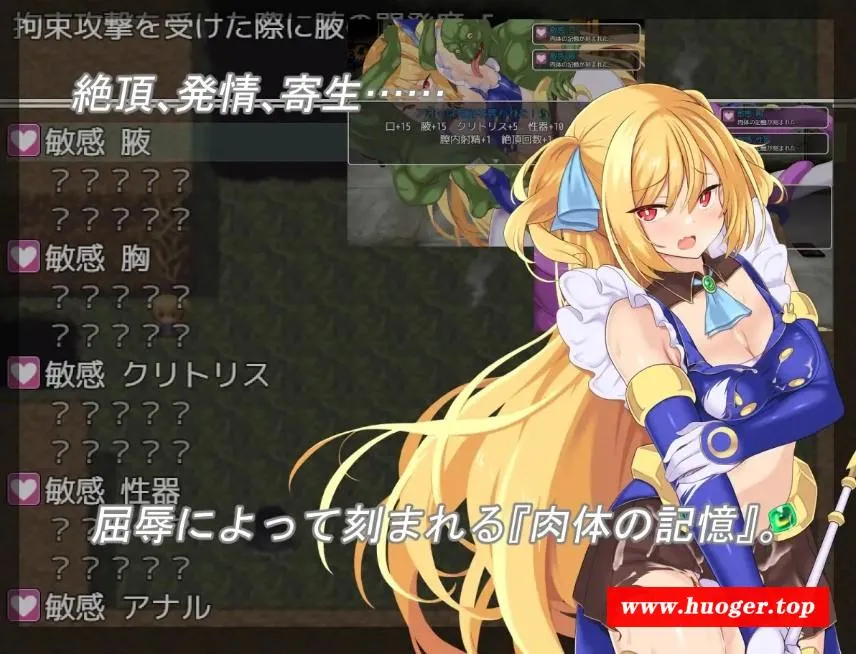 拘束攻撃を受けた際に腋
絶頂、発情、寄生……
口+15 腋+15 クリトリス+5 性器+10
膣内射精+1 絶頂回数+1
敏感 腋
？？？？？
？？？？？
敏感 胸
？？？？？
？？？？？
敏感 クリトリス
？？？？？
？？？？？
敏感 性器
屈辱によって刻まれる『肉体の記憶』。
？？？？？
敏感 アナル
www.huoger.top